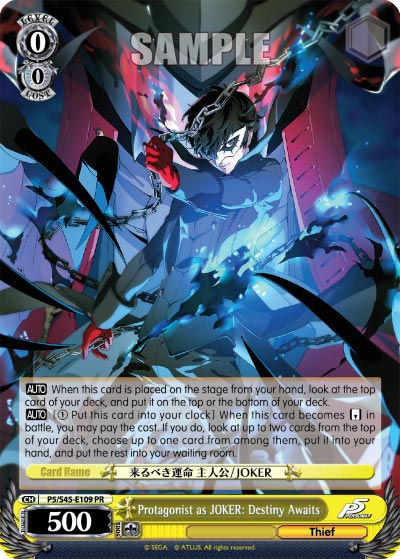 LEVEL
0
0
COST
SAMPLE
AUTO When this card is placed on the stage from your hand, look at the top
card of your deck, and put it on the top or the bottom of your deck.
AUTO [① Put this card into your clock] When this card becomes in
battle, you may pay the cost. If you do, look at up to two cards from the top
of your deck, choose up to one card from among them, put it into your
hand, and put the rest into your waiting room.
Card Name 来るべき運命 主人公/JOKER
CH P5/S45-E109 PR
Protagonist as JOKER: Destiny Awaits
P5
500
Thief
© SEGA. © ATLUS. All rights reserved.